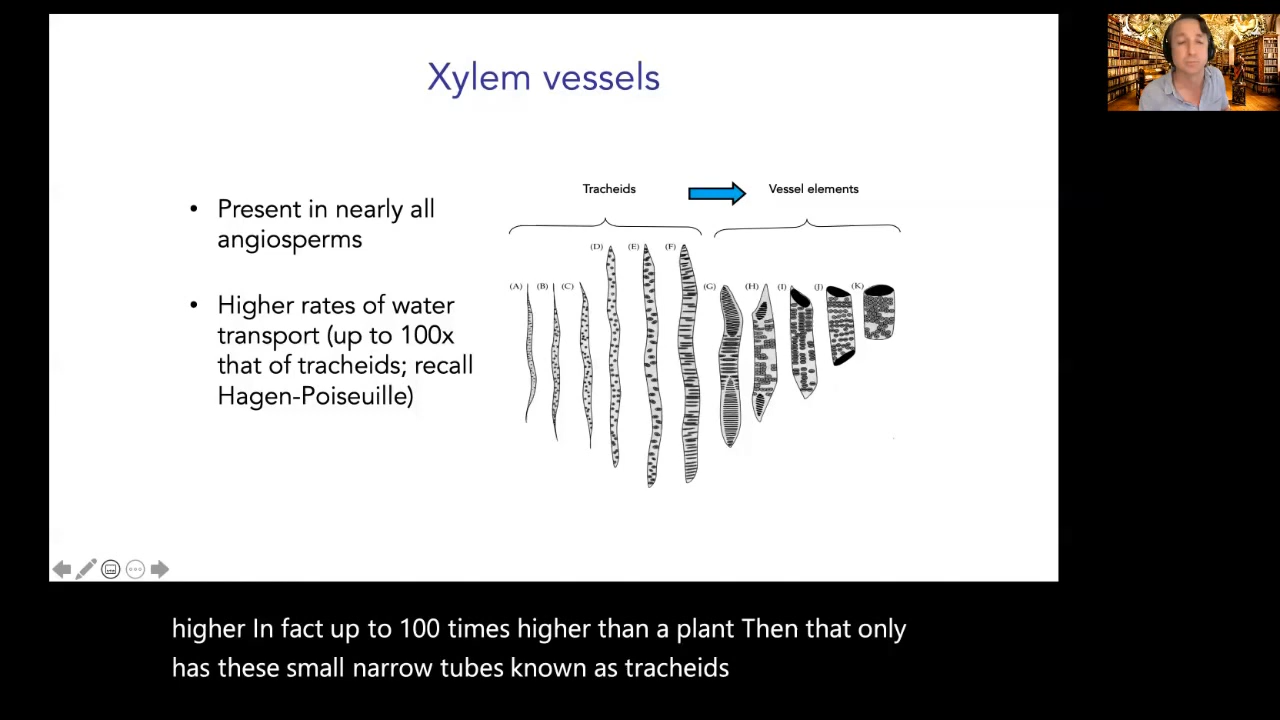 Xylem vessels
• Present in nearly all
angiosperms
• Higher rates of water
transport (up to 100x
that of tracheids; recall
Hagen-Poiseuille)
Tracheids
Vessel elements
(A) (B) (C) (D) (E) (F) (G) (H) (I) (J) (K)
higher In fact up to 100 times higher than a plant Then that only
has these small narrow tubes known as tracheids